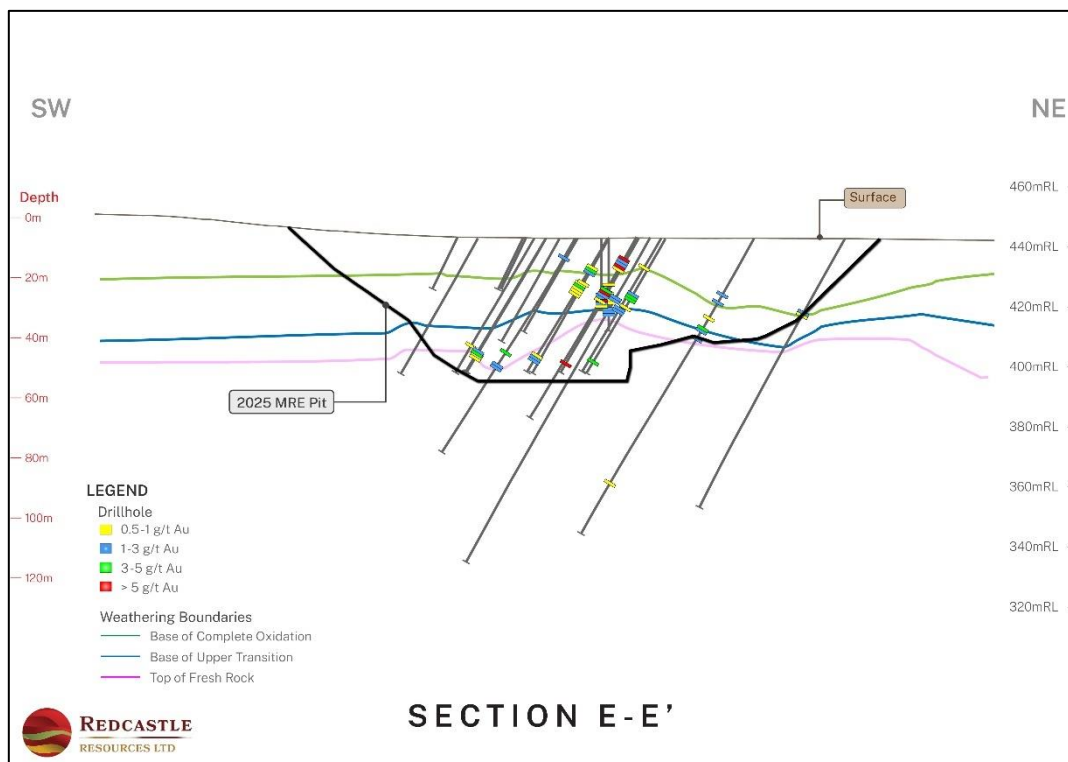 SW
NE
Depth
0m
20m
40m
60m
80m
100m
120m
460mRL
440mRL
420mRL
400mRL
380mRL
360mRL
340mRL
320mRL
Surface
2025 MRE Pit
LEGEND
Drillhole
0.5-1 g/t Au
1-3 g/t Au
3-5 g/t Au
> 5 g/t Au
Weathering Boundaries
Base of Complete Oxidation
Base of Upper Transition
Top of Fresh Rock
REDCASTLE
RESOURCES LTD
SECTION E-E'